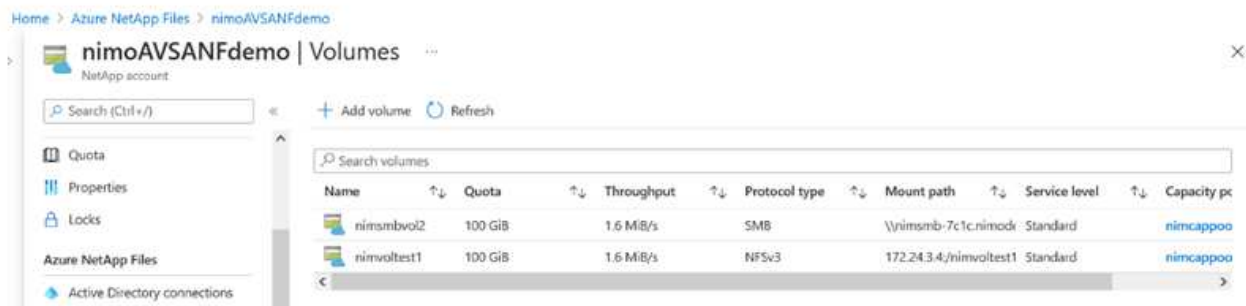 Home > Azure NetApp Files > nimoAVSANFdemo
nimoAVSANFdemo | Volumes ...
NetApp account
Search (Ctrl+/)
«
Add volume
Refresh
Quota
Properties
Locks
Azure NetApp Files
Active Directory connections
Search volumes
Name Quota Throughput Protocol type Mount path Service level Capacity po
nimsmbvol2 100 GiB 1.6 MiB/s SMB \\nimsmb-7c1c.nimod Standard nimcappoo
nimvoltest1 100 GiB 1.6 MiB/s NFSv3 172.24.3.4:/nimvoltest1 Standard nimcappoo